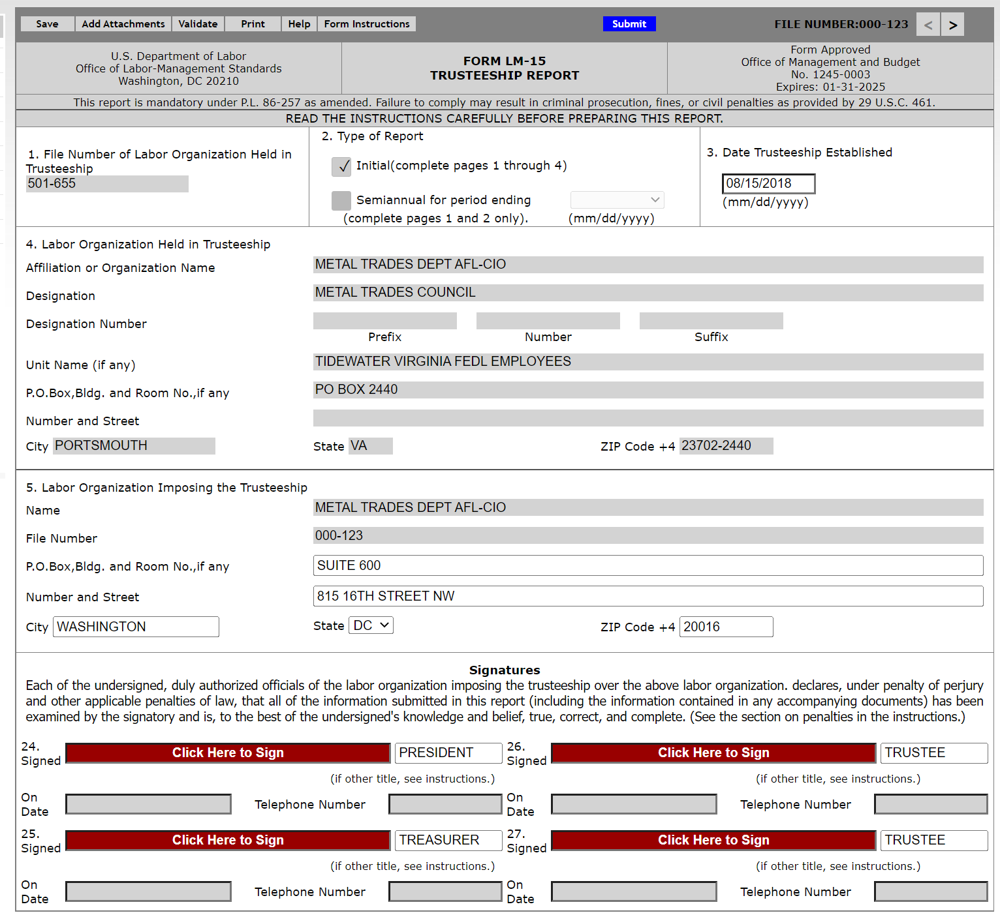 Save Add Attachments Validate Print Help Form Instructions Submit FILE NUMBER:000-123 < >
U.S. Department of Labor
Office of Labor-Management Standards
Washington, DC 20210
FORM LM-15
TRUSTEESHIP REPORT
Form Approved
Office of Management and Budget
No. 1245-0003
Expires: 01-31-2025
This report is mandatory under P.L. 86-257 as amended. Failure to comply may result in criminal prosecution, fines, or civil penalties as provided by 29 U.S.C. 461.
READ THE INSTRUCTIONS CAREFULLY BEFORE PREPARING THIS REPORT.
1. File Number of Labor Organization Held in
Trusteeship
501-655
2. Type of Report
Initial(complete pages 1 through 4)
Semiannual for period ending
(complete pages 1 and 2 only). (mm/dd/yyyy)
3. Date Trusteeship Established
08/15/2018
(mm/dd/yyyy)
4. Labor Organization Held in Trusteeship
Affiliation or Organization Name METAL TRADES DEPT AFL-CIO
Designation METAL TRADES COUNCIL
Designation Number
Prefix Number Suffix
Unit Name (if any) TIDEWATER VIRGINIA FEDL EMPLOYEES
P.O.Box,Bldg. and Room No.,if any PO BOX 2440
Number and Street
City PORTSMOUTH State VA ZIP Code +4 23702-2440
5. Labor Organization Imposing the Trusteeship
Name METAL TRADES DEPT AFL-CIO
File Number 000-123
P.O.Box,Bldg. and Room No.,if any SUITE 600
Number and Street 815 16TH STREET NW
City WASHINGTON State DC ZIP Code +4 20016
Signatures
Each of the undersigned, duly authorized officials of the labor organization imposing the trusteeship over the above labor organization. declares, under penalty of perjury
and other applicable penalties of law, that all of the information submitted in this report (including the information contained in any accompanying documents) has been
examined by the signatory and is, to the best of the undersigned's knowledge and belief, true, correct, and complete. (See the section on penalties in the instructions.)
24.
Signed Click Here to Sign PRESIDENT
(if other title, see instructions.)
On
Date Telephone Number
26.
Signed Click Here to Sign TRUSTEE
(if other title, see instructions.)
On
Date Telephone Number
25.
Signed Click Here to Sign TREASURER
(if other title, see instructions.)
On
Date Telephone Number
27.
Signed Click Here to Sign TRUSTEE
(if other title, see instructions.)
On
Date Telephone Number